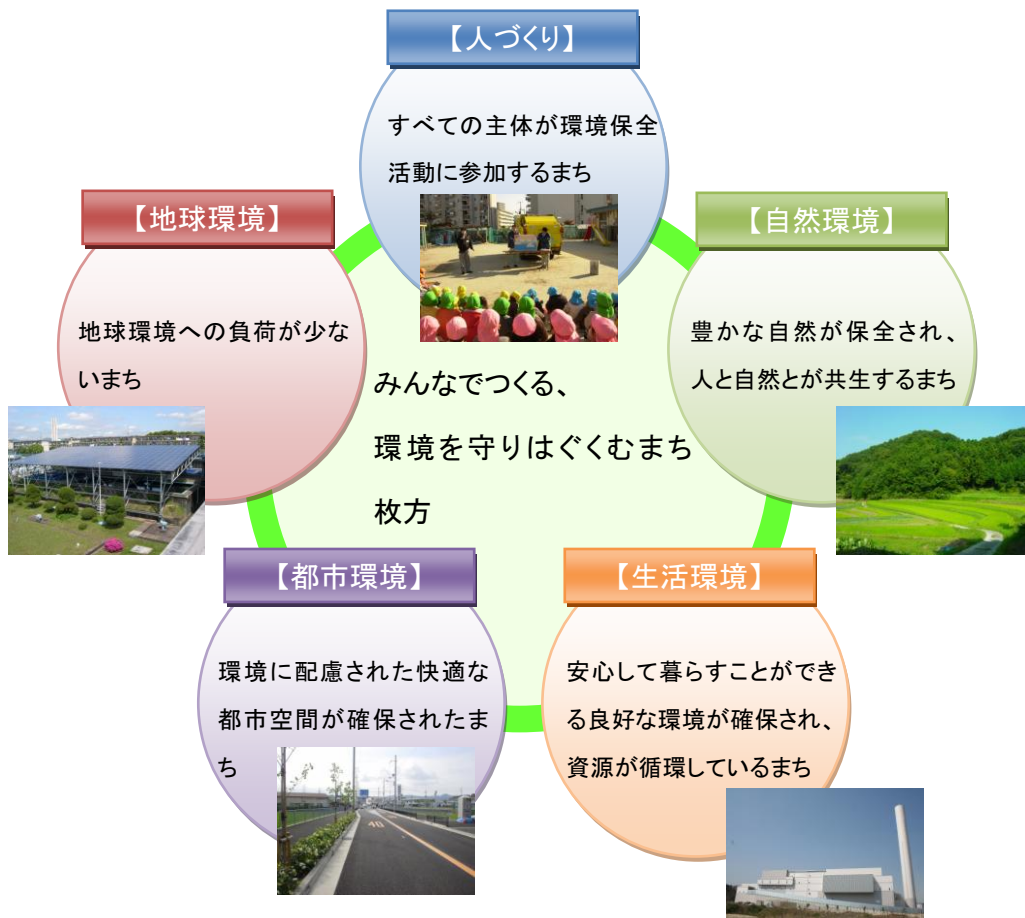 【人づくり】
すべての主体が環境保全
活動に参加するまち
【地球環境】
地球環境への負荷が少な
いまち
【自然環境】
豊かな自然が保全され、
人と自然とが共生するまち
みんなでつくる、
環境を守りはぐくむまち
枚方
【都市環境】
環境に配慮された快適な
都市空間が確保されたま
ち
40
【生活環境】
安心して暮らすことができ
る良好な環境が確保され、
資源が循環しているまち